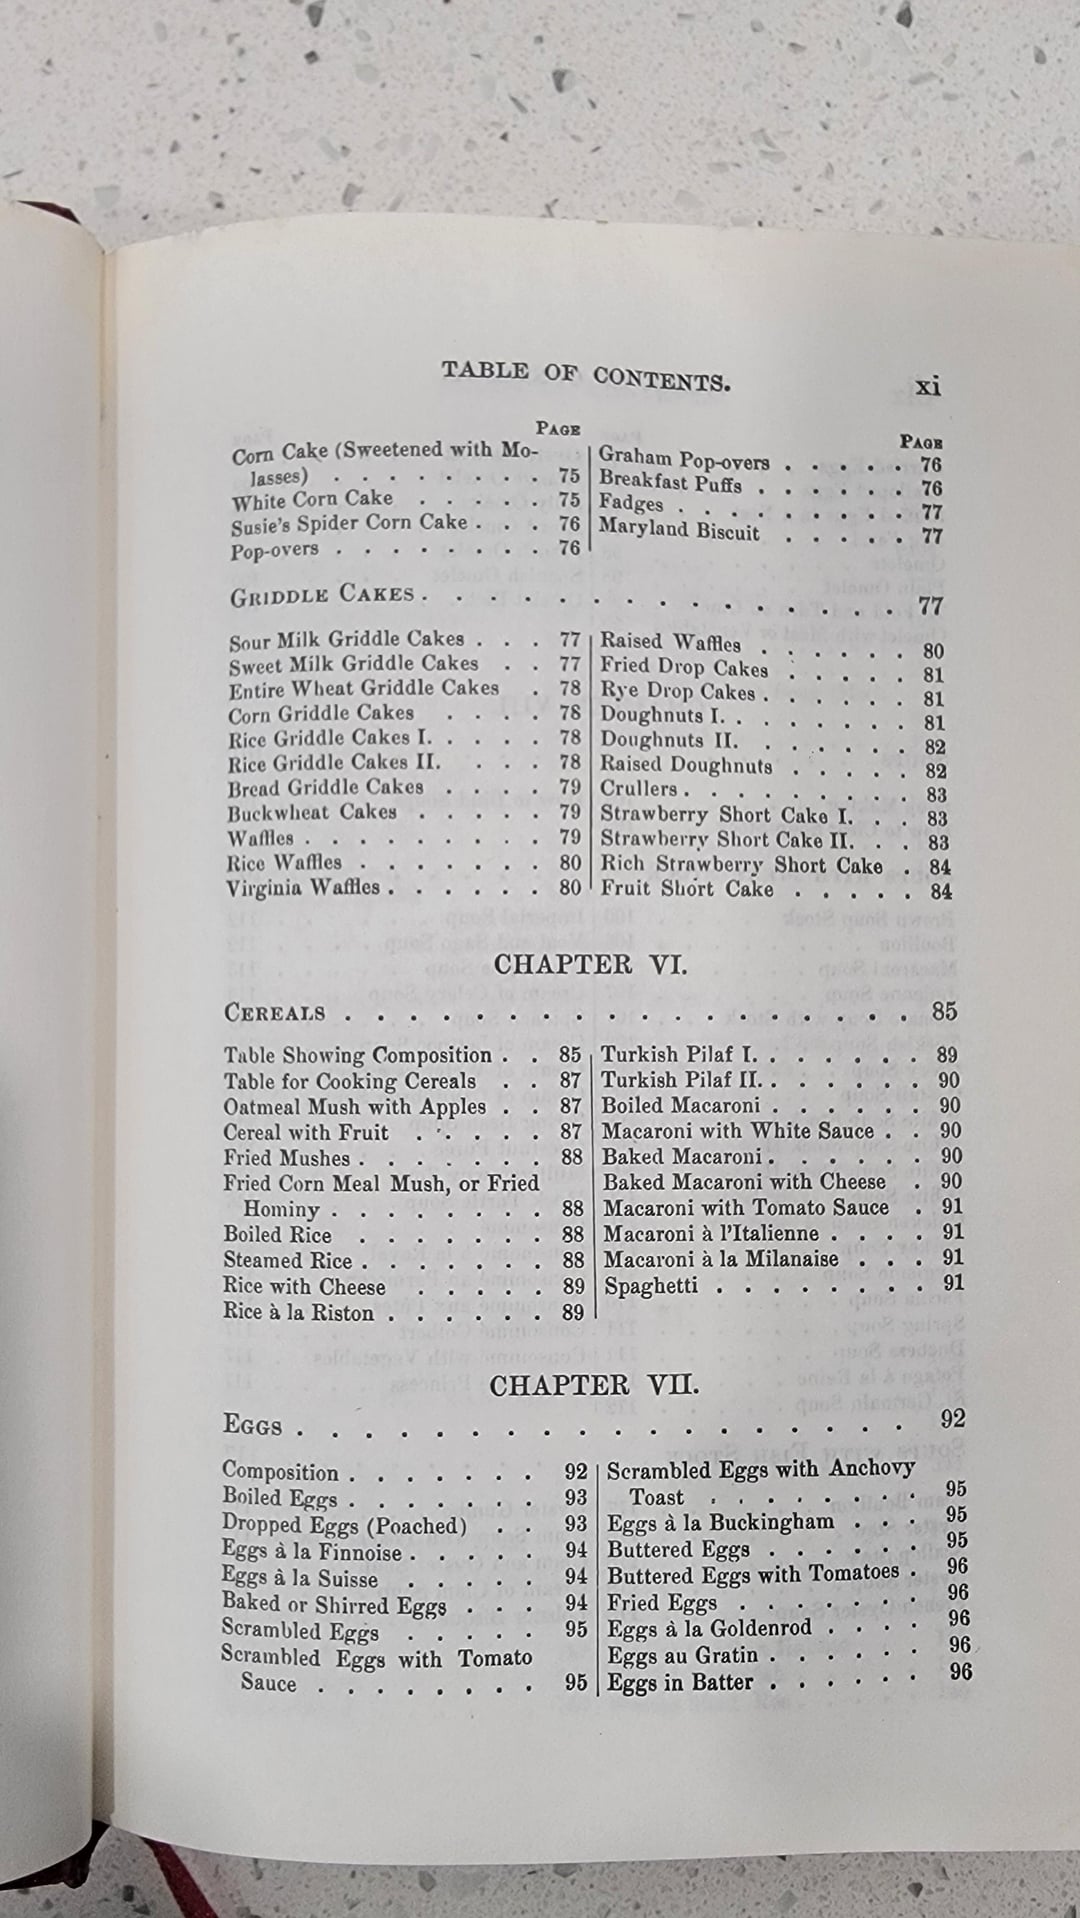 TABLE OF CONTENTS. xi
PAGE
Corn Cake (Sweetened with Mo-
lasses) . . . . . . . . 75
White Corn Cake . . . . . 75
Susie's Spider Corn Cake . . . 76
Pop-overs . . . . . . . . 76
PAGE
Graham Pop-overs . . . . . 76
Breakfast Puffs . . . . . . 76
Fadges . . . . . . . . . 77
Maryland Biscuit . . . . . 77
GRIDDLE CAKES . . . . . . . . . . . . . . 77
Sour Milk Griddle Cakes . . . 77
Sweet Milk Griddle Cakes . . 77
Entire Wheat Griddle Cakes . 78
Corn Griddle Cakes . . . . 78
Rice Griddle Cakes I. . . . . 78
Rice Griddle Cakes II. . . . 78
Bread Griddle Cakes . . . . 79
Buckwheat Cakes . . . . . 79
Waffles . . . . . . . . . 79
Rice Waffles . . . . . . . 80
Virginia Waffles . . . . . . 80
Raised Waffles . . . . . . 80
Fried Drop Cakes . . . . . 81
Rye Drop Cakes . . . . . . 81
Doughnuts I. . . . . . . . 81
Doughnuts II. . . . . . . 82
Raised Doughnuts . . . . . 82
Crullers . . . . . . . . . 83
Strawberry Short Cake I. . . 83
Strawberry Short Cake II. . . 83
Rich Strawberry Short Cake . 84
Fruit Short Cake . . . . . 84
CHAPTER VI.
CEREALS . . . . . . . . . . . . . . . . . 85
Table Showing Composition . . 85
Table for Cooking Cereals . . 87
Oatmeal Mush with Apples . . 87
Cereal with Fruit . . . . . 87
Fried Mushes . . . . . . . 88
Fried Corn Meal Mush, or Fried
Hominy . . . . . . . . 88
Boiled Rice . . . . . . . 88
Steamed Rice . . . . . . . 88
Rice with Cheese . . . . . 89
Rice à la Riston . . . . . . 89
Turkish Pilaf I. . . . . . . 89
Turkish Pilaf II. . . . . . . 90
Boiled Macaroni . . . . . . 90
Macaroni with White Sauce . . 90
Baked Macaroni . . . . . . 90
Baked Macaroni with Cheese . 90
Macaroni with Tomato Sauce . 91
Macaroni à l'Italienne . . . . 91
Macaroni à la Milanaise . . . 91
Spaghetti . . . . . . . . 91
CHAPTER VII.
EGGS . . . . . . . . . . . . . . . . . . 92
Composition . . . . . . . 92
Boiled Eggs . . . . . . . 93
Dropped Eggs (Poached) . . 93
Eggs à la Finnoise . . . . . 94
Eggs à la Suisse . . . . . 94
Baked or Shirred Eggs . . . 94
Scrambled Eggs . . . . . 95
Scrambled Eggs with Tomato
Sauce . . . . . . . . 95
Scrambled Eggs with Anchovy
Toast . . . . . . . 95
Eggs à la Buckingham . . . 95
Buttered Eggs . . . . . . 95
Buttered Eggs with Tomatoes . 96
Fried Eggs . . . . . . . 96
Eggs à la Goldenrod . . . . 96
Eggs au Gratin . . . . . . 96
Eggs in Batter . . . . . . 96